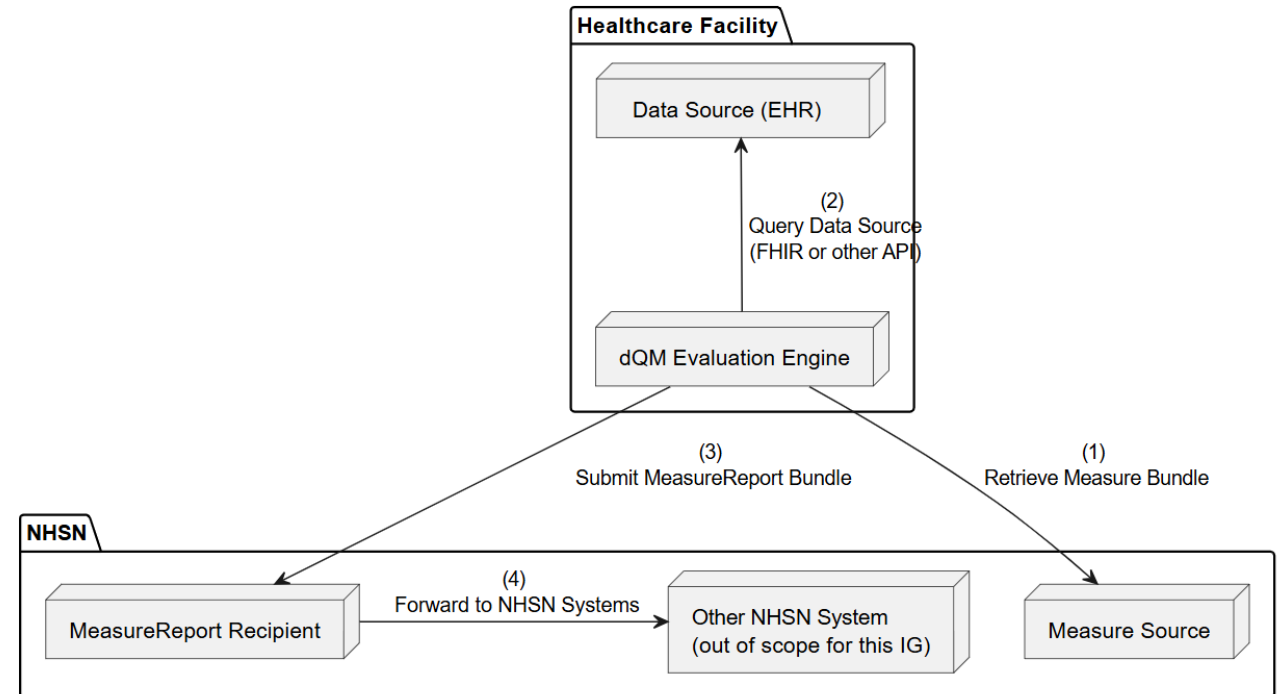 Healthcare Facility
Data Source (EHR)
(2)
Query Data Source
(FHIR or other API)
dQM Evaluation Engine
(3)
Submit MeasureReport Bundle
(1)
Retrieve Measure Bundle
NHSN
MeasureReport Recipient
(4)
Forward to NHSN Systems
Other NHSN System
(out of scope for this IG)
Measure Source